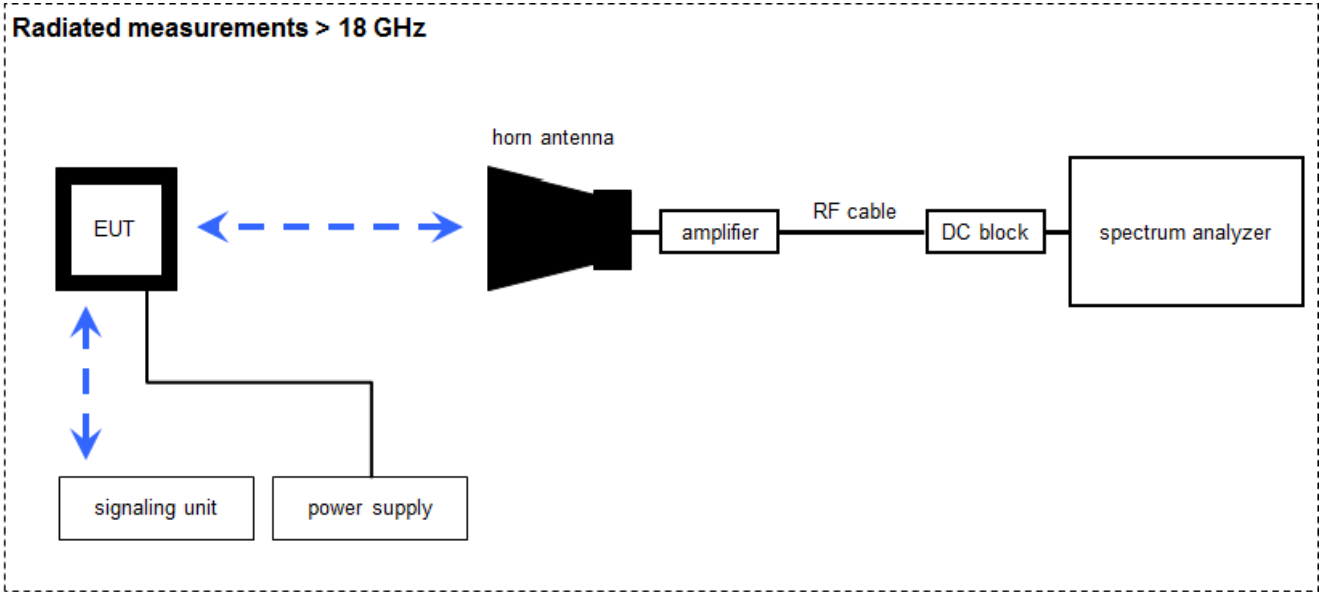 Radiated measurements > 18 GHz
horn antenna
EUT
amplifier
RF cable
DC block
spectrum analyzer
signaling unit
power supply